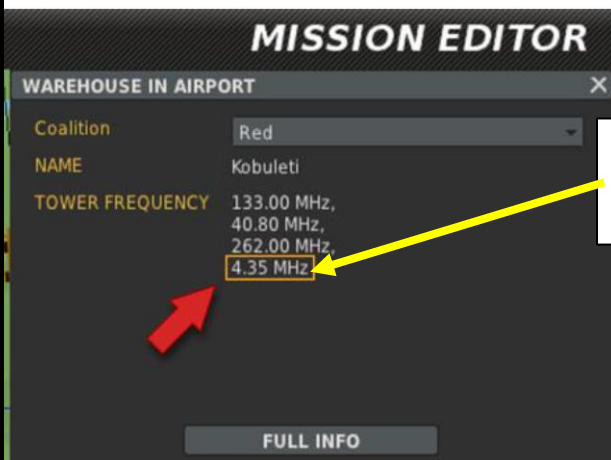 MISSION EDITOR
WAREHOUSE IN AIRPORT
Coalition Red
NAME Kobuleti
TOWER FREQUENCY 133.00 MHz,
40.80 MHz,
262.00 MHz,
4.35 MHz
FULL INFO